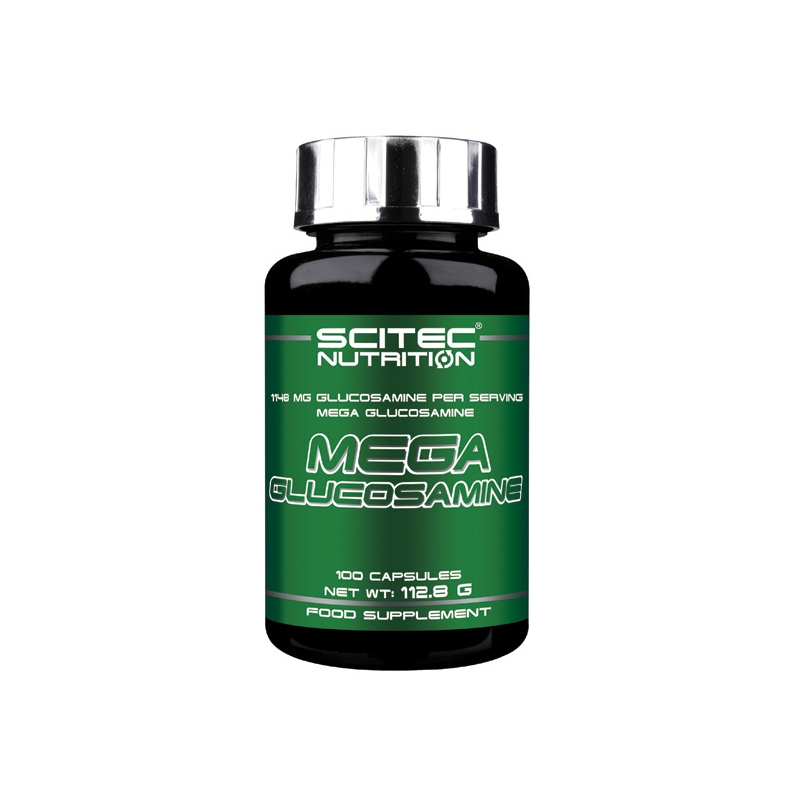 SCITEC®
NUTRITION
1148 MG GLUCOSAMINE PER SERVING
MEGA GLUCOSAMINE
MEGA
GLUCOSAMINE
100 CAPSULES
NET WT: 112.8 G
FOOD SUPPLEMENT